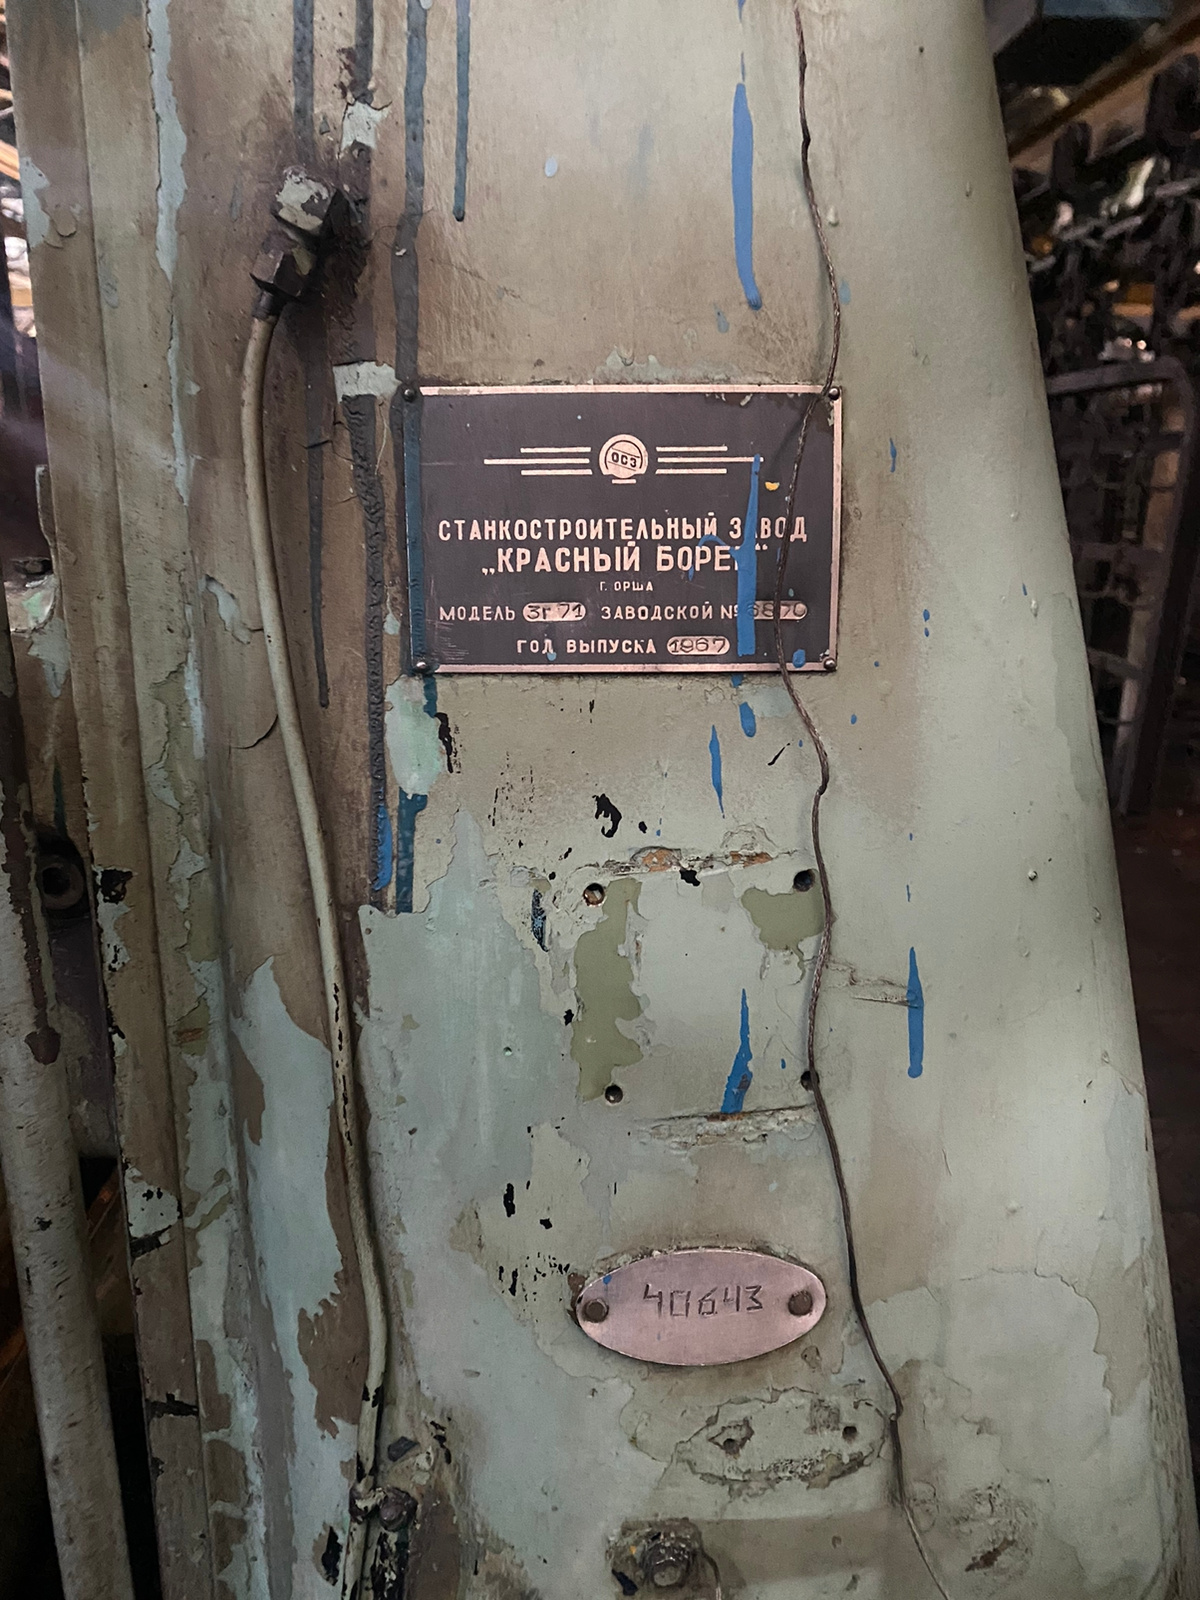 ОСЗ
СТАНКОСТРОИТЕЛЬНЫЙ ЗАВОД
„КРАСНЫЙ БОРЕЦ“
Г. ОРША
МОДЕЛЬ 3Г71 ЗАВОДСКОЙ №
ГОД ВЫПУСКА 1967
40643